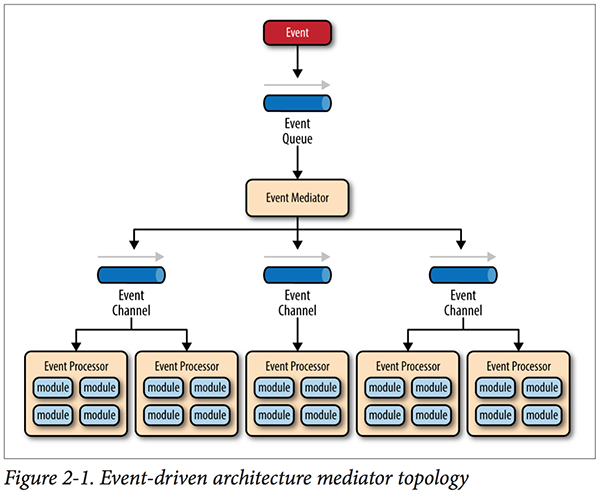 Event
Event
Queue
Event Mediator
Event
Channel
Event
Channel
Event
Channel
Event Processor
module module
module module
Event Processor
module module
module module
Event Processor
module module
module module
Event Processor
module module
module module
Event Processor
module module
module module
Figure 2-1. Event-driven architecture mediator topology